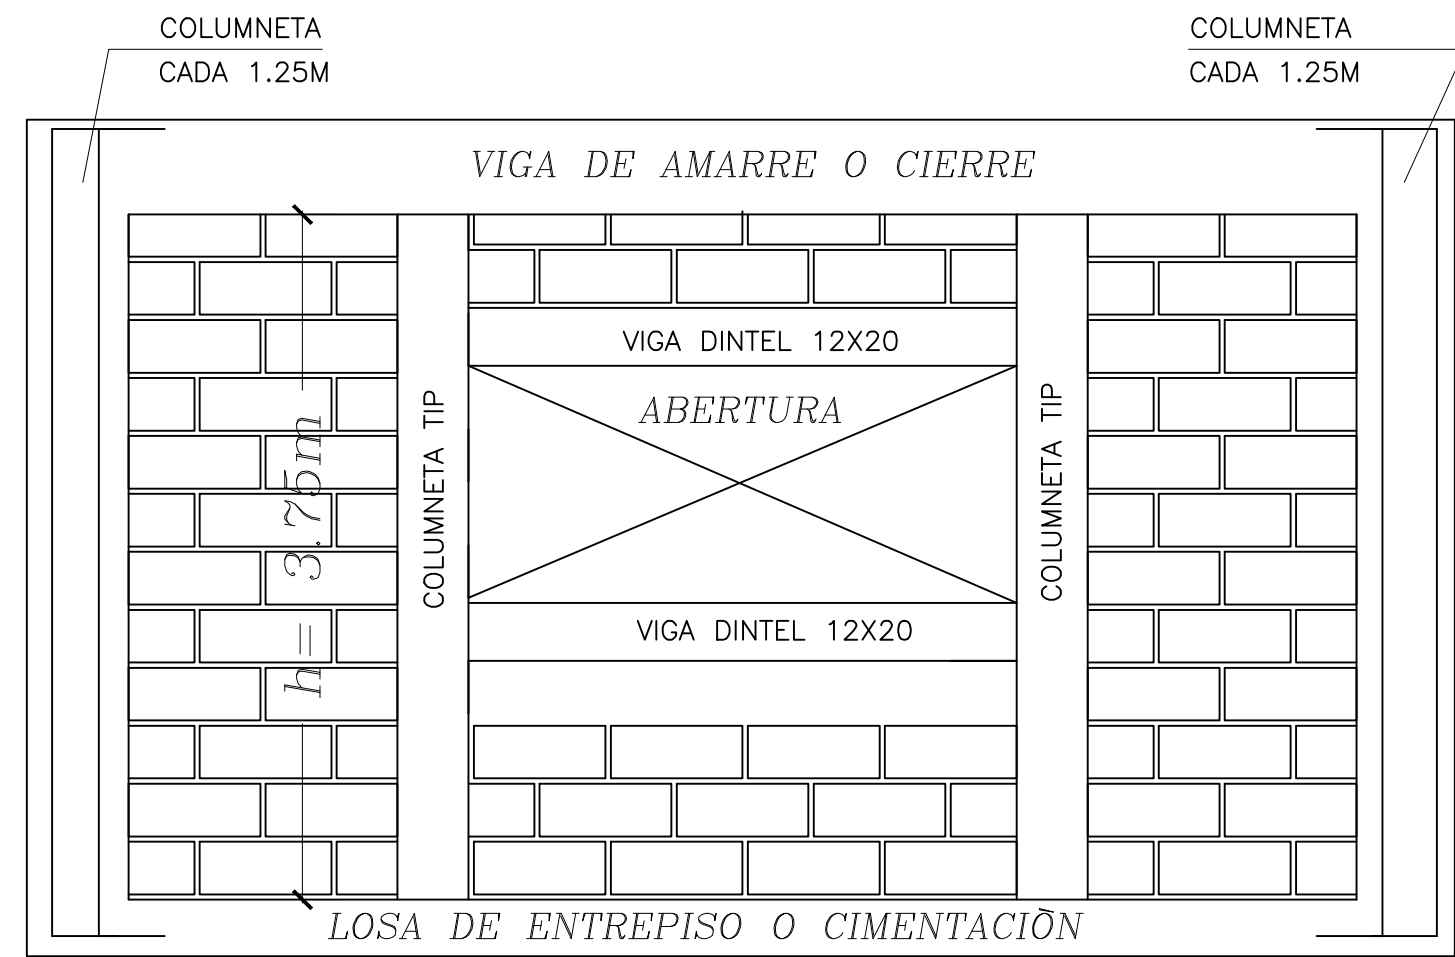 COLUMNETA
CADA 1.25M
COLUMNETA
CADA 1.25M
VIGA DE AMARRE O CIERRE
VIGA DINTEL 12X20
ABERTURA
COLUMNETA TIP
COLUMNETA TIP
h= 3.75m
VIGA DINTEL 12X20
LOSA DE ENTREPISO O CIMENTACIÕN